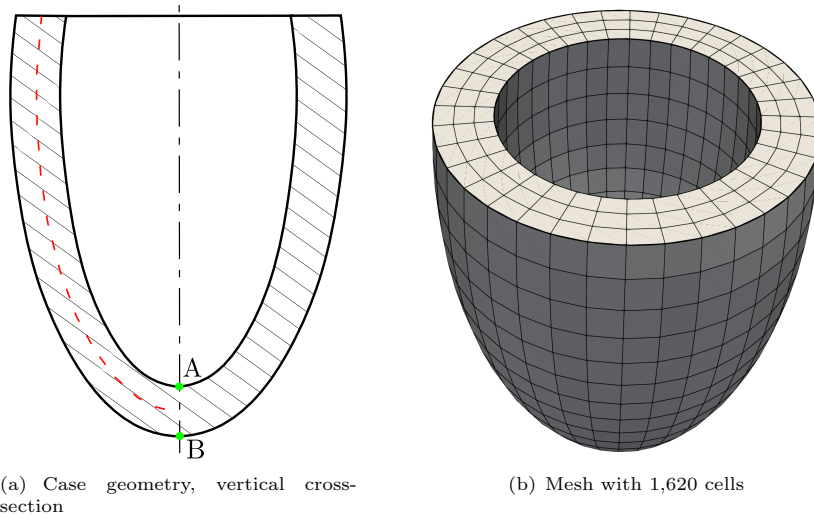 A
B
(a) Case geometry, vertical cross-
section
(b) Mesh with 1,620 cells